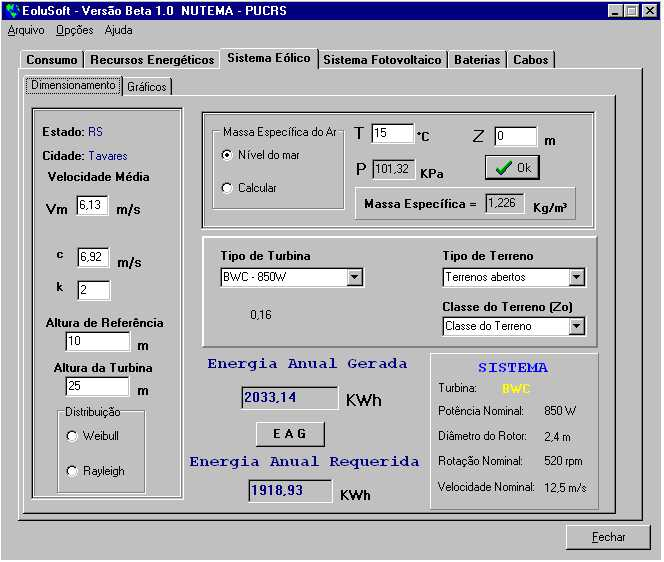 EoluSoft - Versão Beta 1.0 NUTEMA - PUCRS
Arquivo Opções Ajuda
Consumo Recursos Energéticos Sistema Eólico Sistema Fotovoltaico Baterias Cabos
Dimensionamento Gráficos
Estado: RS
Cidade: Tavares
Velocidade Média
Vm 6,13 m/s
c 6,92 m/s
k 2
Altura de Referência
10 m
Altura da Turbina
25 m
Distribuição
Weibull
Rayleigh
Massa Específica do Ar
Nível do mar
Calcular
T 15 °C Z 0 m
P 101,32 KPa Ok
Massa Específica = 1,226 Kg/m³
Tipo de Turbina
BWC - 850W
0,16
Tipo de Terreno
Terrenos abertos
Classe do Terreno (Zo)
Classe do Terreno
Energia Anual Gerada
2033,14 KWh
E A G
Energia Anual Requerida
1918,93 KWh
SISTEMA
Turbina: BWC
Potência Nominal: 850 W
Diâmetro do Rotor: 2,4 m
Rotação Nominal: 520 rpm
Velocidade Nominal: 12,5 m/s
Fechar